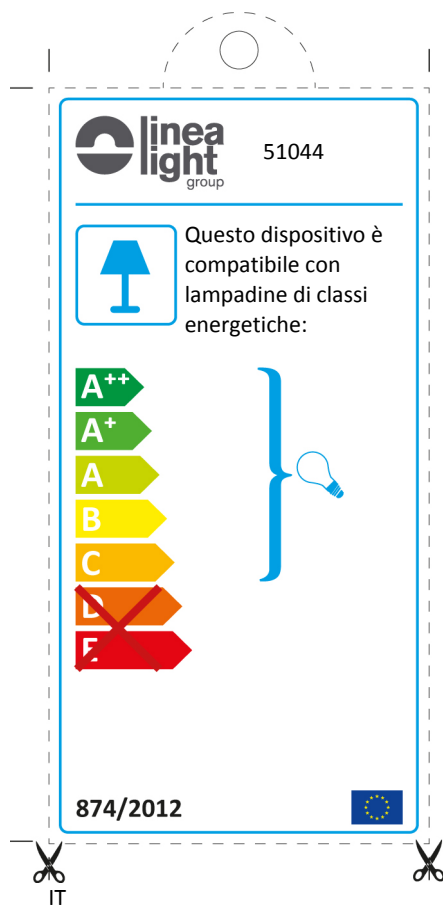 linea
light
group
51044
Questo dispositivo è
compatibile con
lampadine di classi
energetiche:
A++
A+
A
B
C
D
E
874/2012
IT